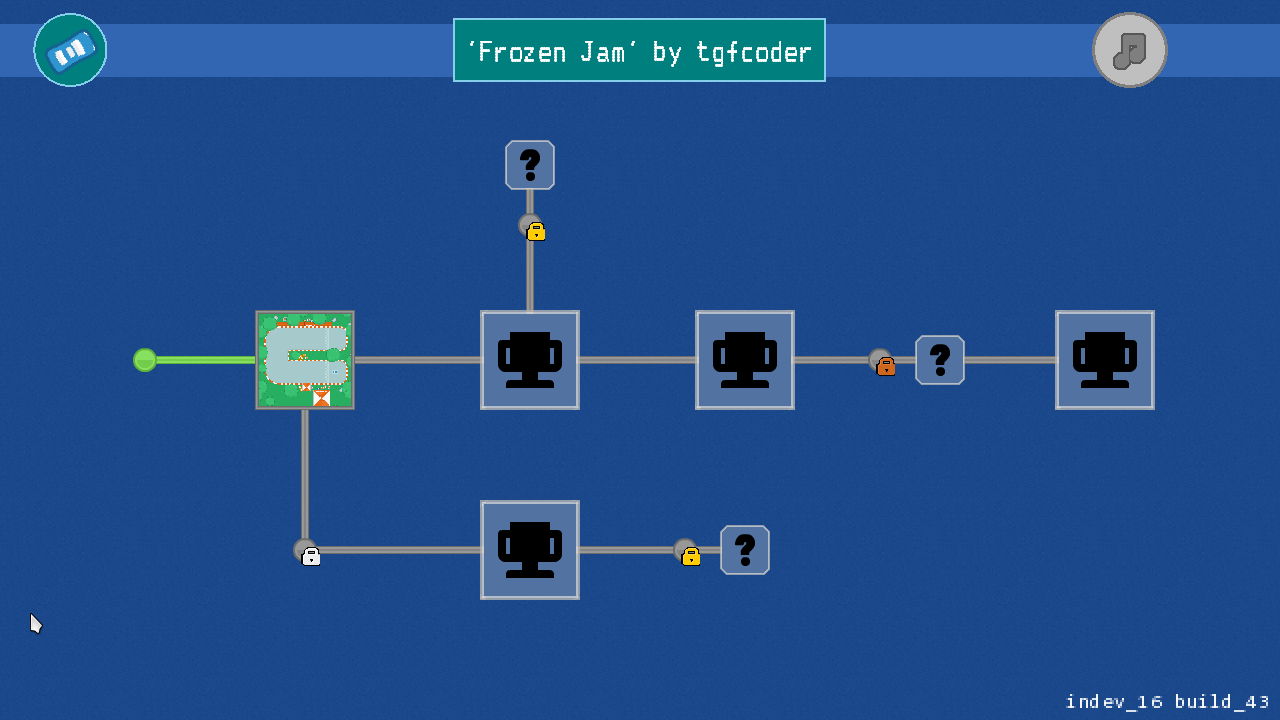 ‘Frozen Jam’ by tgfcoder
?
?
?
indev_16 build_43